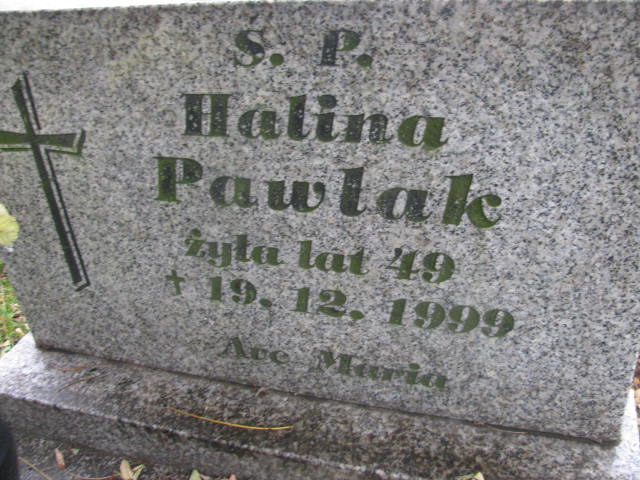 Ś. P.
Halina
Pawlak
żyła lat 49
+ 19. 12. 1999
Ave Maria